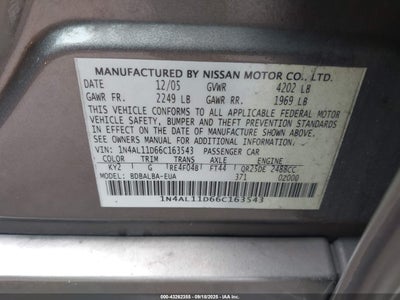 MANUFACTURED BY NISSAN MOTOR CO., LTD.
DATE 12/05 GVWR 4202 LB
GAWR FR. 2249 LB GAWR RR. 1969 LB
THIS VEHICLE CONFORMS TO ALL APPLICABLE FEDERAL MOTOR
VEHICLE SAFETY, BUMPER AND THEFT PREVENTION STANDARDS
IN EFFECT ON THE DATE OF MANUFACTURE SHOWN ABOVE.
SEE OWNERS MANUAL FOR ADDITIONAL INFORMATION.
1N4AL11D66C163543 PASSENGER CAR
COLOR TRIM TRANS AXLE ENGINE
KY2 G RE4F04B FT44 QR25DE 2488CC
MODEL BDBALBA-EUA 371 02000
1N4AL11D66C163543
000-43262355 (09/18/2025) © IAA, LLC